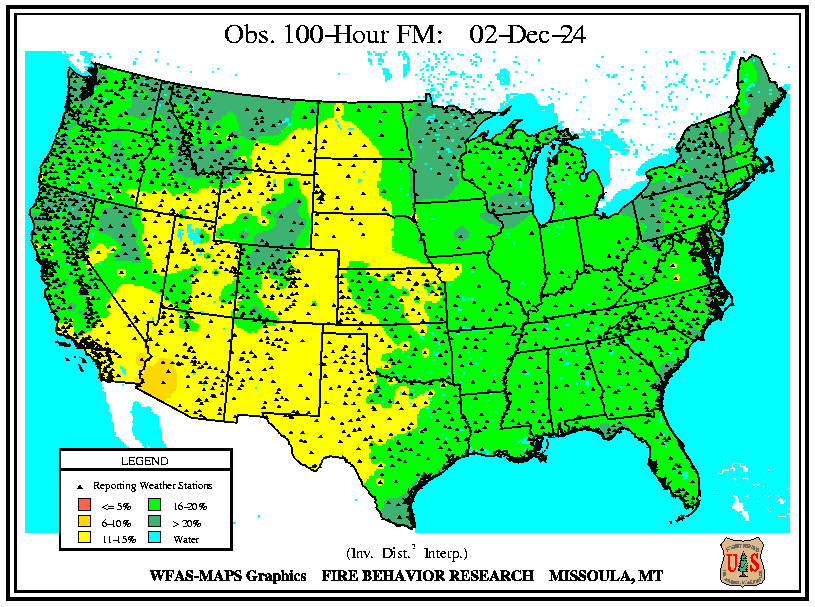 Obs. 100-Hour FM: 02-Dec-24
LEGEND
Reporting Weather Stations
<= 5% 16-20%
6-10% > 20%
11-15% Water
(Inv. Dist.² Interp.)
WFAS-MAPS Graphics FIRE BEHAVIOR RESEARCH MISSOULA, MT
U S